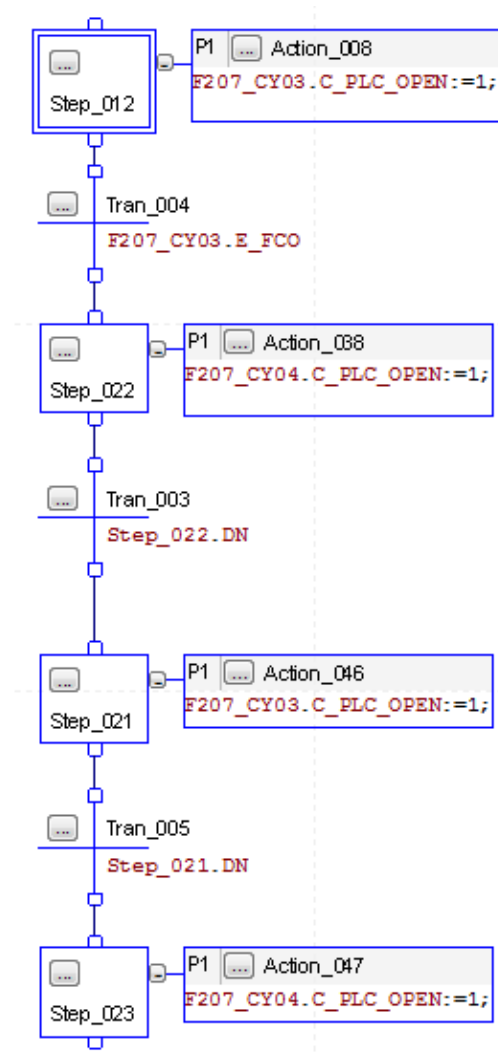 P1 ... Action_008
...
F207_CY03.C_PLC_OPEN:=1;
Step_012
... Tran_004
F207_CY03.E_FCO
P1 ... Action_038
...
F207_CY04.C_PLC_OPEN:=1;
Step_022
... Tran_003
Step_022.DN
P1 ... Action_046
...
F207_CY03.C_PLC_OPEN:=1;
Step_021
... Tran_005
Step_021.DN
P1 ... Action_047
...
F207_CY04.C_PLC_OPEN:=1;
Step_023